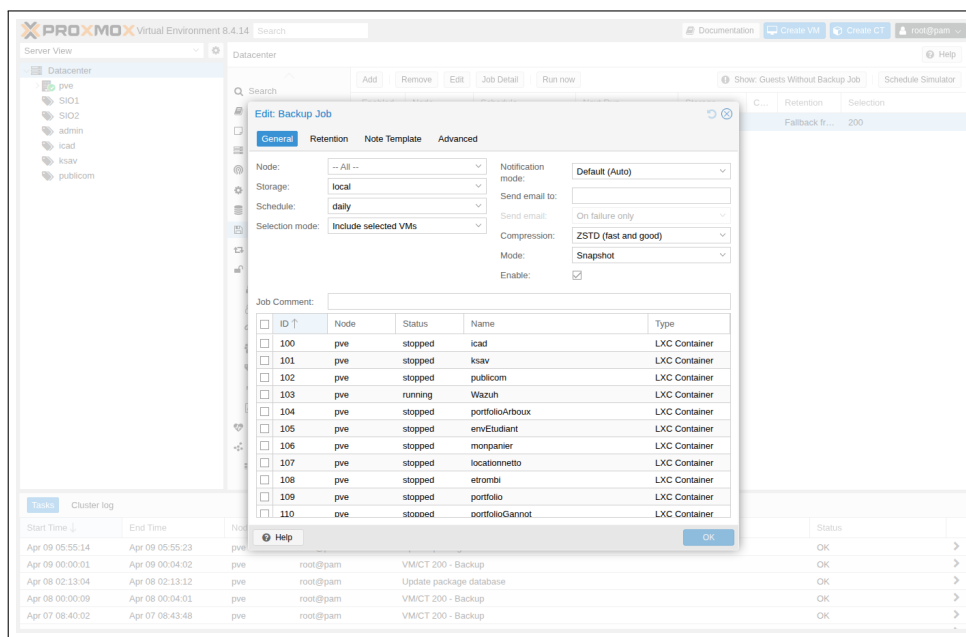 PROXMOX Virtual Environment 8.4.14 Search Documentation Create VM Create CT root@pam
Server View Datacenter Help
Datacenter
pve
SIO1
SIO2
admin
icad
ksav
publicom
Search
Add Remove Edit Job Detail Run now Show: Guests Without Backup Job Schedule Simulator
C... Retention Selection
Fallback fr... 200
Edit: Backup Job
General Retention Note Template Advanced
Node: -- All --
Storage: local
Schedule: daily
Selection mode: Include selected VMs
Notification mode: Default (Auto)
Send email to:
Send email: On failure only
Compression: ZSTD (fast and good)
Mode: Snapshot
Enable:
Job Comment:
ID Node Status Name Type
100 pve stopped icad LXC Container
101 pve stopped ksav LXC Container
102 pve stopped publicom LXC Container
103 pve running Wazuh LXC Container
104 pve stopped portfolioArboux LXC Container
105 pve stopped envEtudiant LXC Container
106 pve stopped monpanier LXC Container
107 pve stopped locationnetto LXC Container
108 pve stopped etrombi LXC Container
109 pve stopped portfolio LXC Container
110 pve stopped portfolioGannot LXC Container
Help OK
Tasks Cluster log
Start Time End Time Status
Apr 09 05:55:14 Apr 09 05:55:23 pve OK
Apr 09 00:00:01 Apr 09 00:04:02 pve root@pam VM/CT 200 - Backup OK
Apr 08 02:13:04 Apr 08 02:13:12 pve root@pam Update package database OK
Apr 08 00:00:09 Apr 08 00:04:01 pve root@pam VM/CT 200 - Backup OK
Apr 07 08:40:02 Apr 07 08:43:48 pve root@pam VM/CT 200 - Backup OK